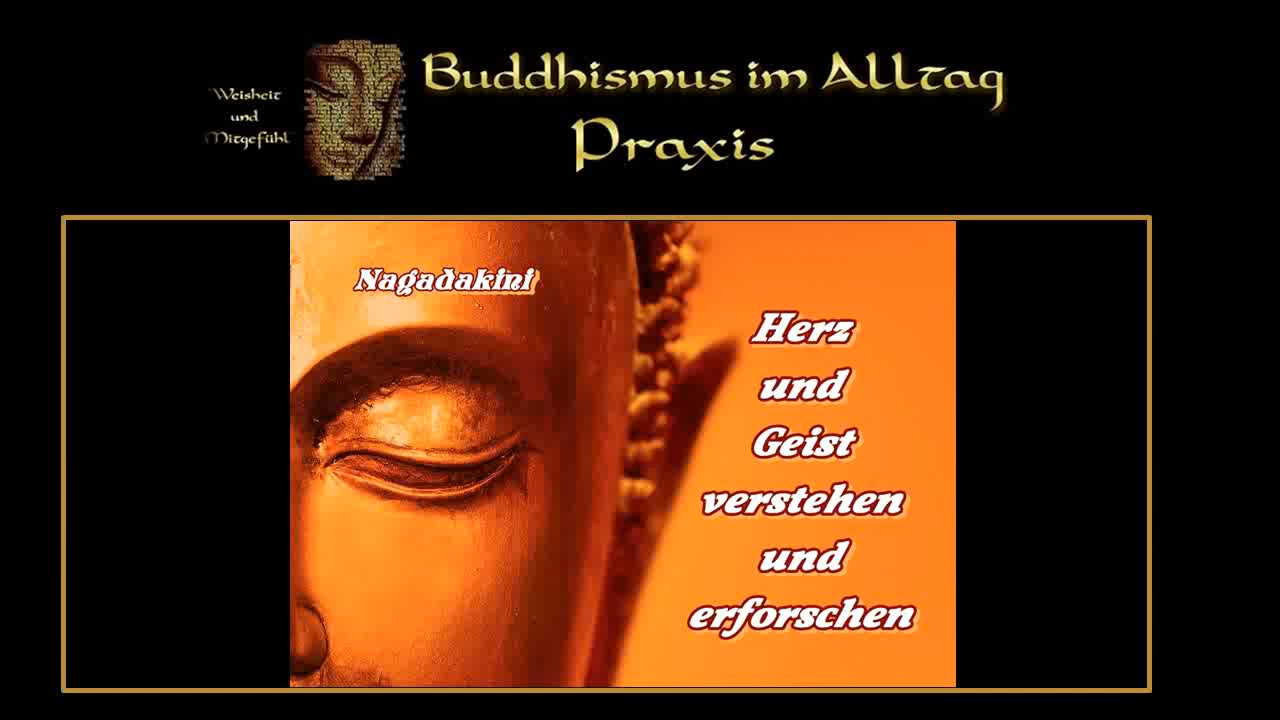 Weisheit
und
Mitgefühl
Buddhismus im Alltag
Praxis
Nagadakini
Herz
und
Geist
verstehen
und
erforschen